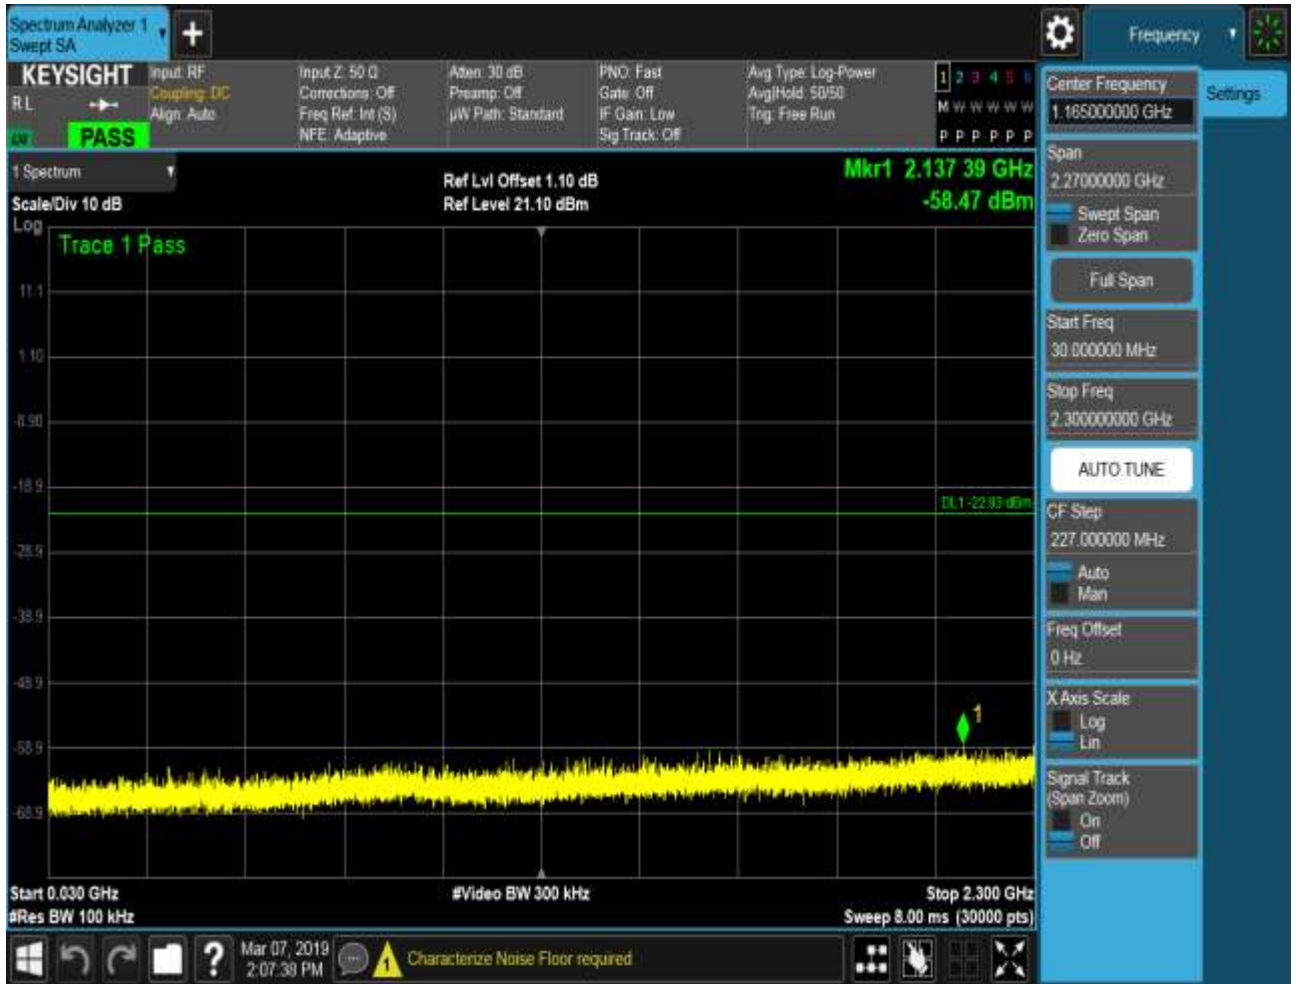 Spectrum Analyzer 1
Swept SA
+
Frequency
KEYSIGHT
R L
PASS
Input: RF
Coupling: DC
Align: Auto
Input Z: 50 Ω
Corrections: Off
Freq Ref: Int (S)
NFE: Adaptive
Atten: 30 dB
Preamp: Off
µW Path: Standard
PNO: Fast
Gate: Off
IF Gain: Low
Sig Track: Off
Avg Type: Log-Power
Avg|Hold: 50/50
Trig: Free Run
1 2 3 4 5 6
M W W W W W
P P P P P P
1 Spectrum
Scale/Div 10 dB
Log
Ref Lvl Offset 1.10 dB
Ref Level 21.10 dBm
Mkr1 2.137 39 GHz
-58.47 dBm
Trace 1 Pass
11.1
1.10
-8.90
-18.9
-28.9
-38.9
-48.9
-58.9
-68.9
DL1 -22.93 dBm
1
Start 0.030 GHz
#Res BW 100 kHz
#Video BW 300 kHz
Stop 2.300 GHz
Sweep 8.00 ms (30000 pts)
Center Frequency
1.165000000 GHz
Settings
Span
2.27000000 GHz
Swept Span
Zero Span
Full Span
Start Freq
30.000000 MHz
Stop Freq
2.300000000 GHz
AUTO TUNE
CF Step
227.000000 MHz
Auto
Man
Freq Offset
0 Hz
X Axis Scale
Log
Lin
Signal Track
(Span Zoom)
On
Off
?
Mar 07, 2019
2:07:38 PM
1
Characterize Noise Floor required